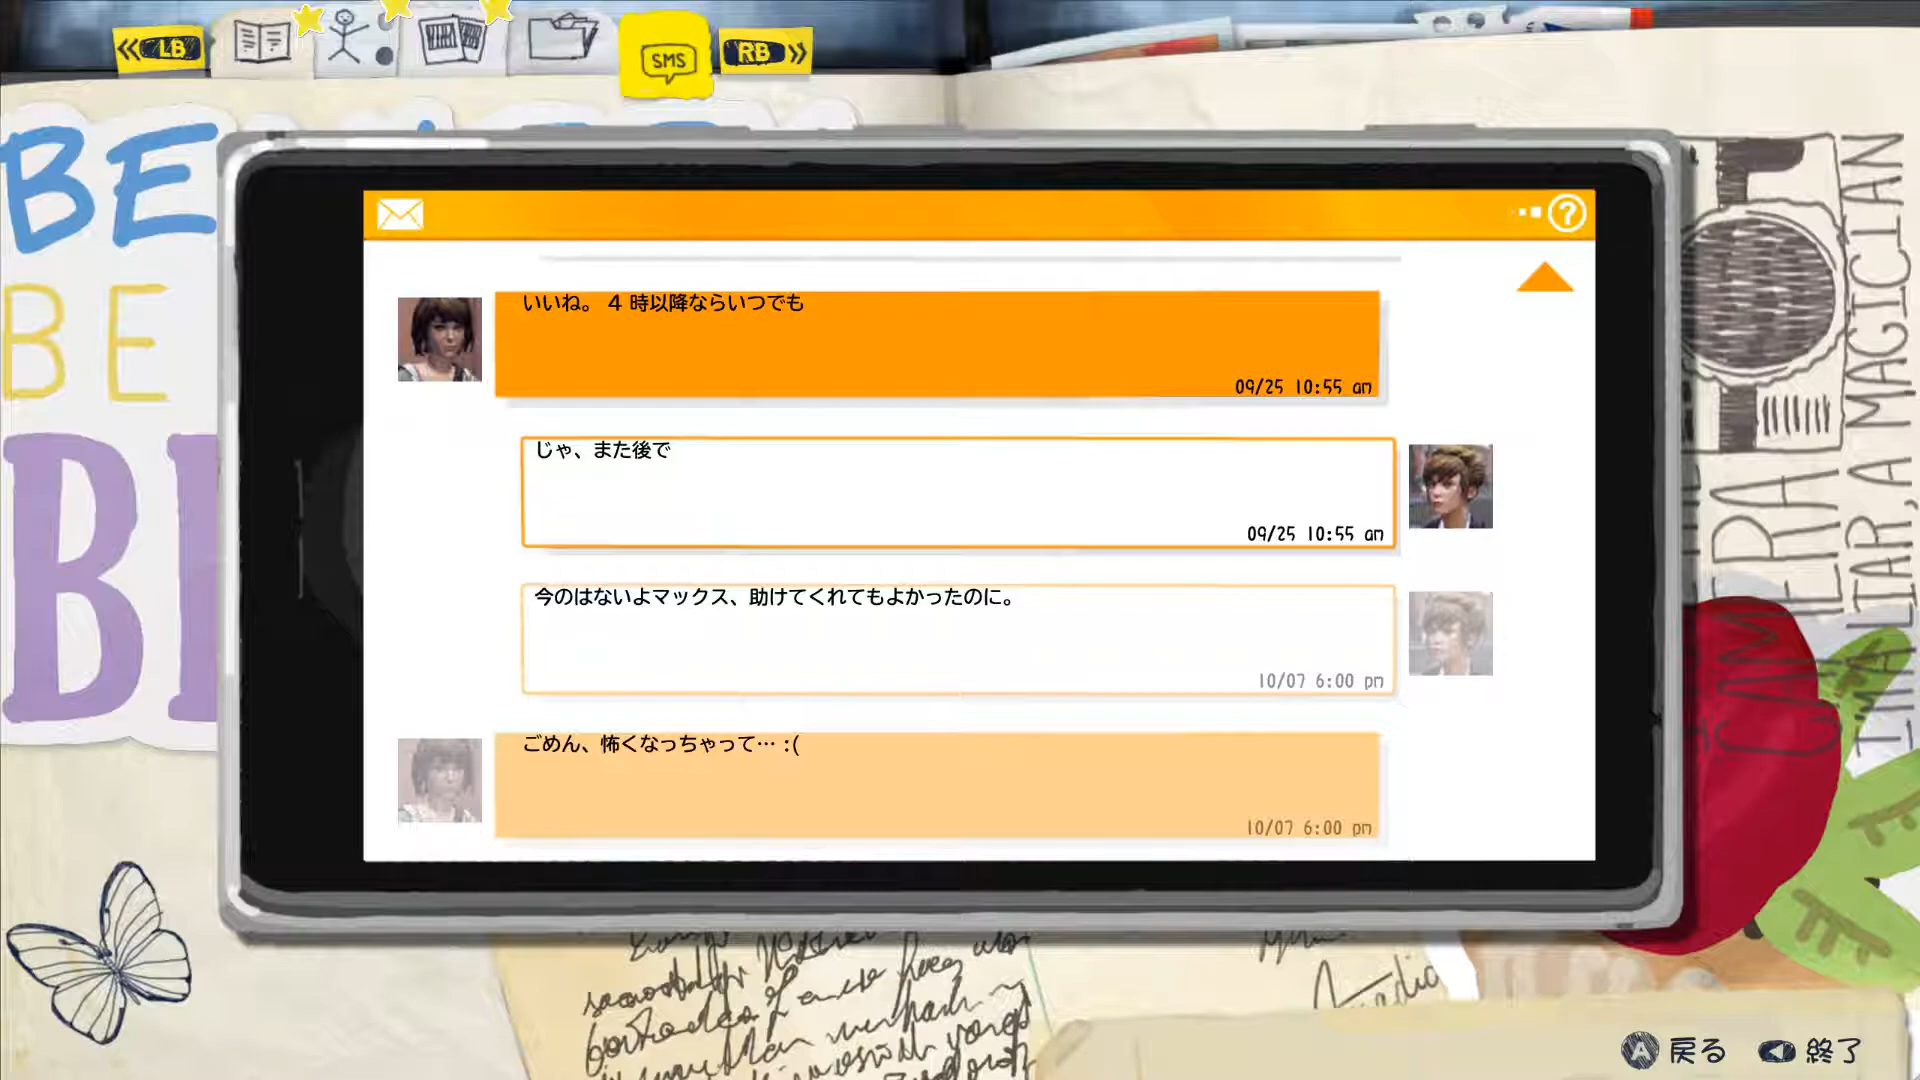 LB
SMS
RB
BE
BE
いいね。 4 時以降ならいつでも
09/25 10:55 am
じゃ、また後で
09/25 10:55 am
今のはないよマックス、助けてくれてもよかったのに。
10/07 6:00 pm
ごめん、怖くなっちゃって… :(
10/07 6:00 pm
A 戻る
終了
CAMERA
I'M A LIAR, A MAGICIAN